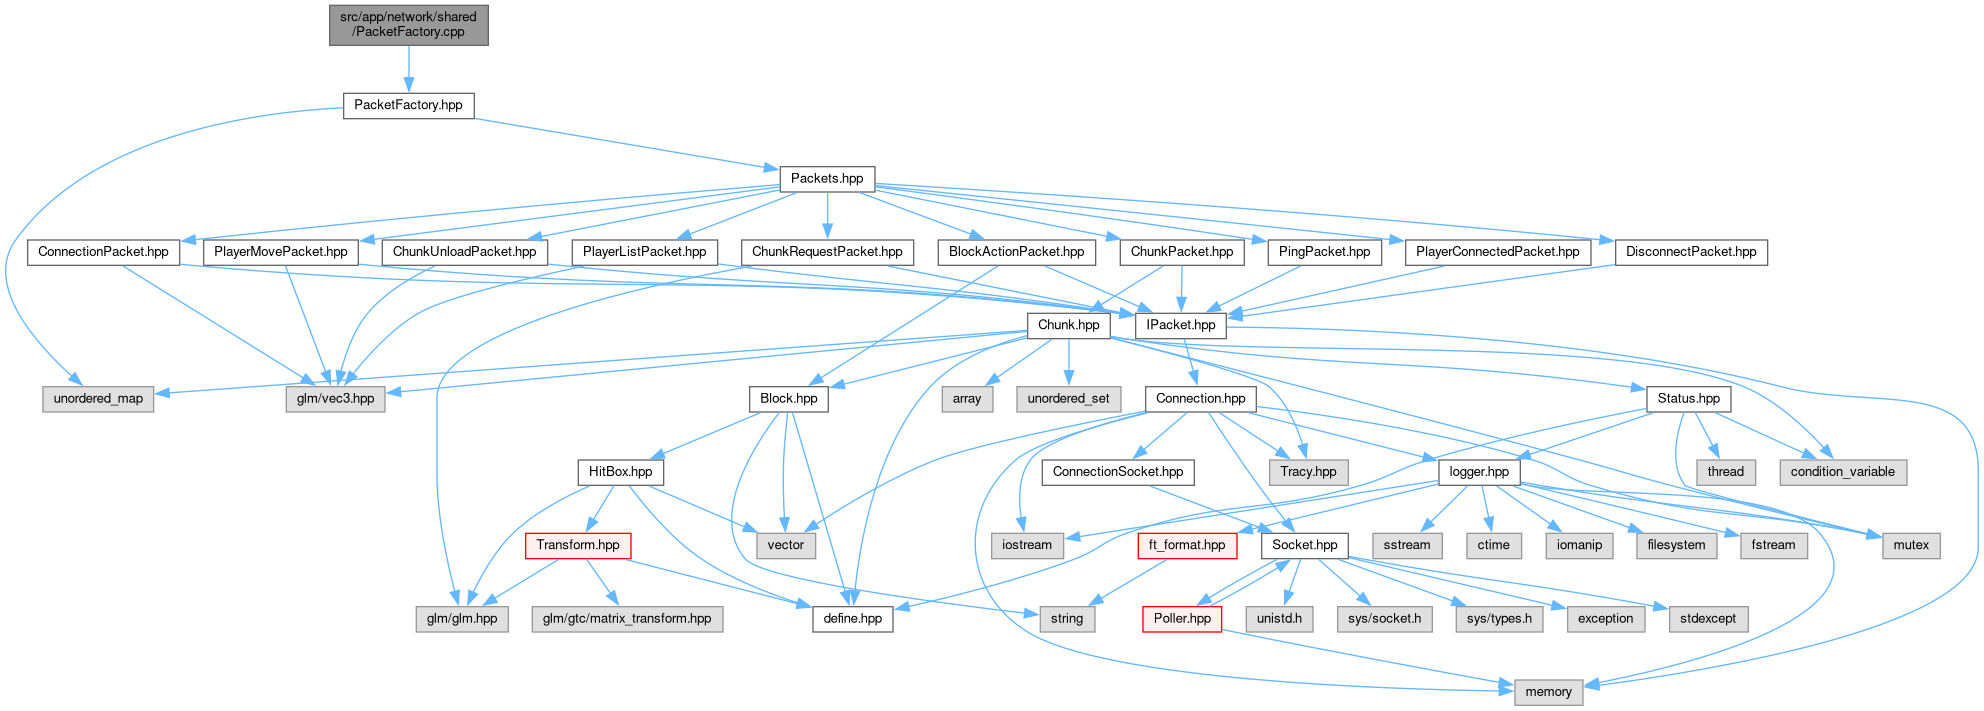 src/app/network/shared
/PacketFactory.cpp
PacketFactory.hpp
Packets.hpp
ConnectionPacket.hpp
PlayerMovePacket.hpp
ChunkUnloadPacket.hpp
PlayerListPacket.hpp
ChunkRequestPacket.hpp
BlockActionPacket.hpp
ChunkPacket.hpp
PingPacket.hpp
PlayerConnectedPacket.hpp
DisconnectPacket.hpp
Chunk.hpp
IPacket.hpp
unordered_map
glm/vec3.hpp
Block.hpp
array
unordered_set
Connection.hpp
Status.hpp
HitBox.hpp
ConnectionSocket.hpp
Tracy.hpp
logger.hpp
thread
condition_variable
Transform.hpp
vector
iostream
ft_format.hpp
Socket.hpp
sstream
ctime
iomanip
filesystem
fstream
mutex
glm/glm.hpp
glm/gtc/matrix_transform.hpp
define.hpp
string
Poller.hpp
unistd.h
sys/socket.h
sys/types.h
exception
stdexcept
memory